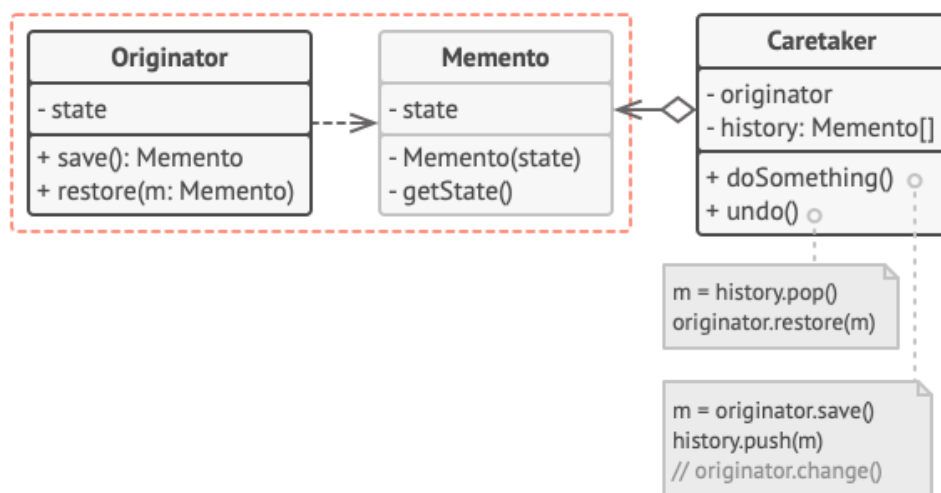 Originator
- state
+ save(): Memento
+ restore(m: Memento)
Memento
- state
- Memento(state)
- getState()
Caretaker
- originator
- history: Memento[]
+ doSomething()
+ undo()
m = history.pop()
originator.restore(m)
m = originator.save()
history.push(m)
// originator.change()